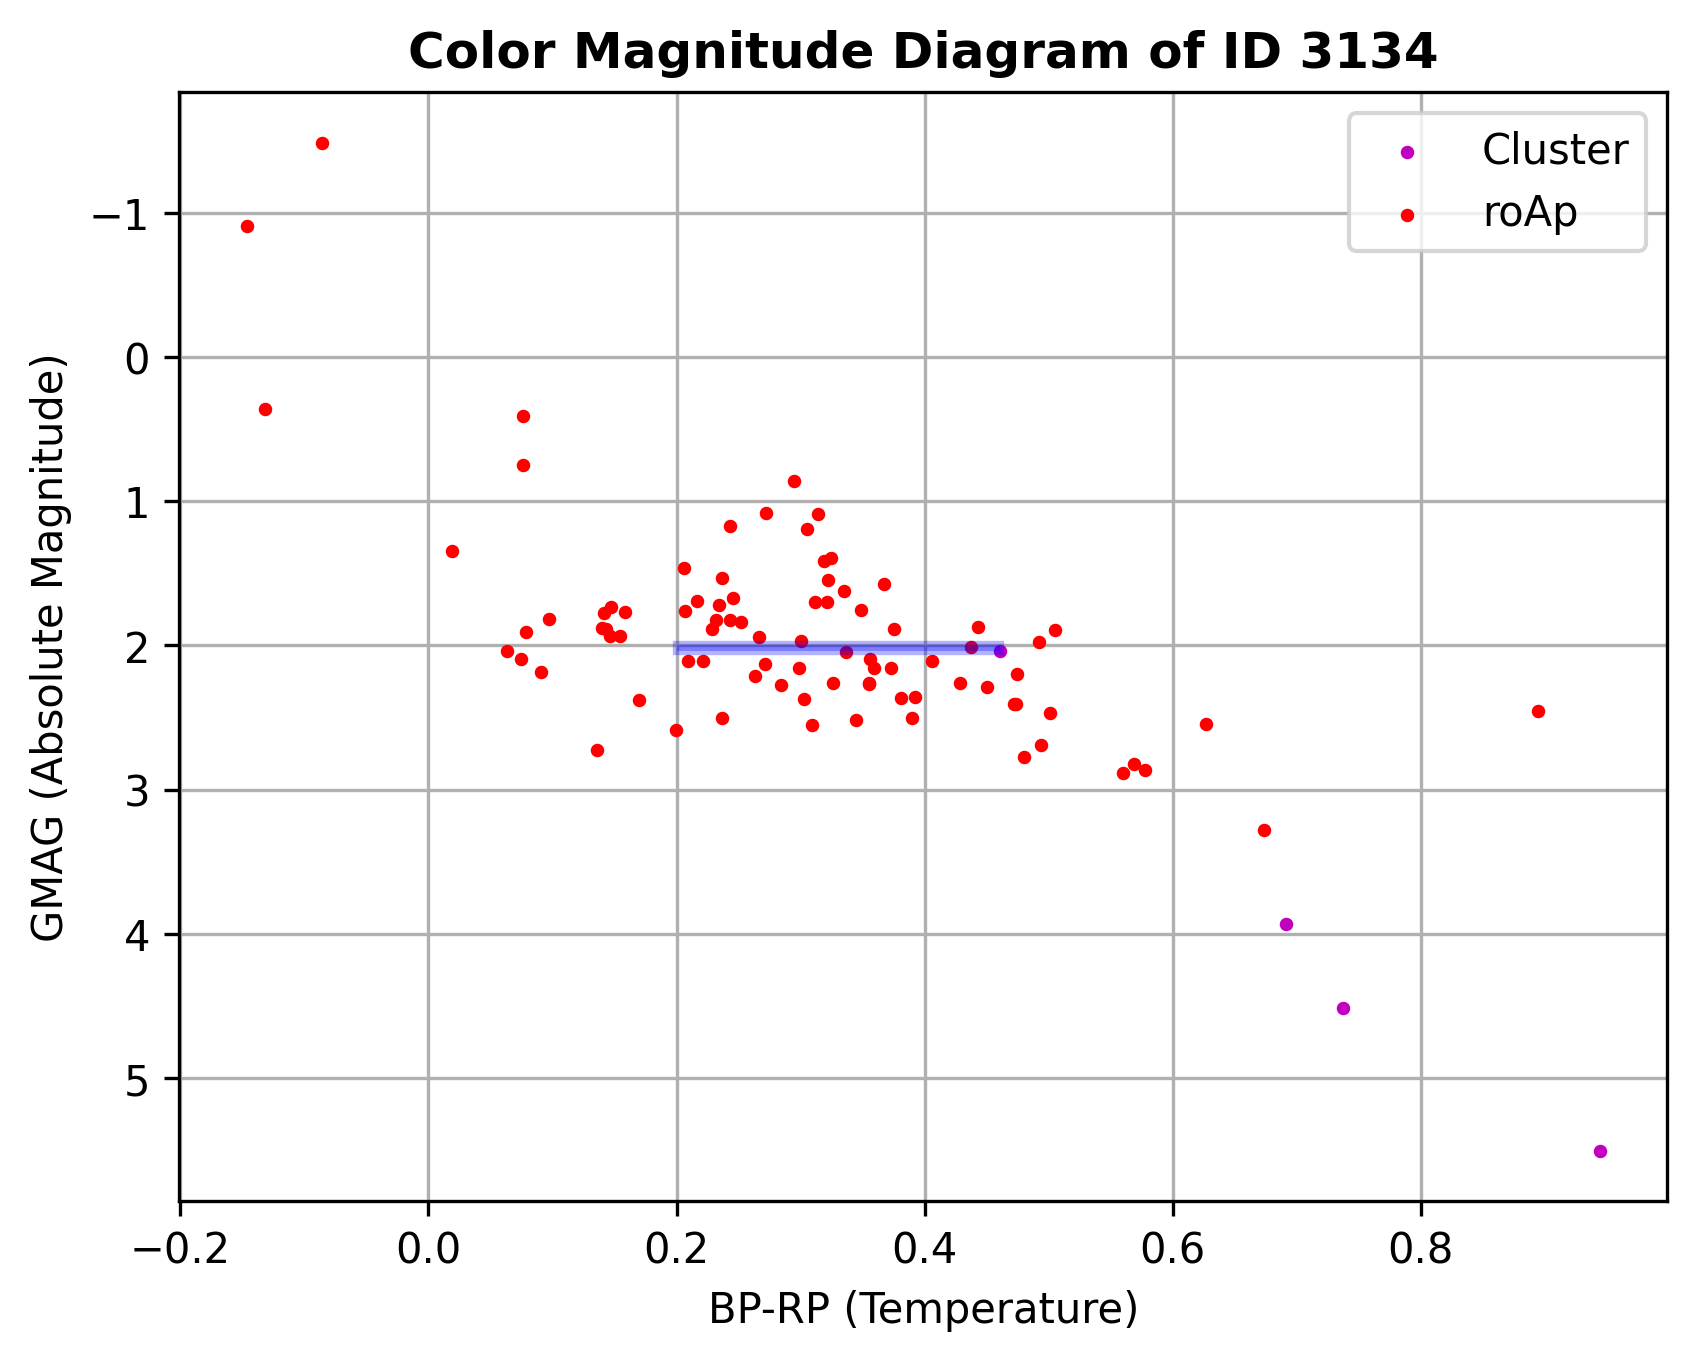 Color Magnitude Diagram of ID 3134
Cluster
roAp
GMAG (Absolute Magnitude)
−1
0
1
2
3
4
5
−0.2 0.0 0.2 0.4 0.6 0.8
BP-RP (Temperature)